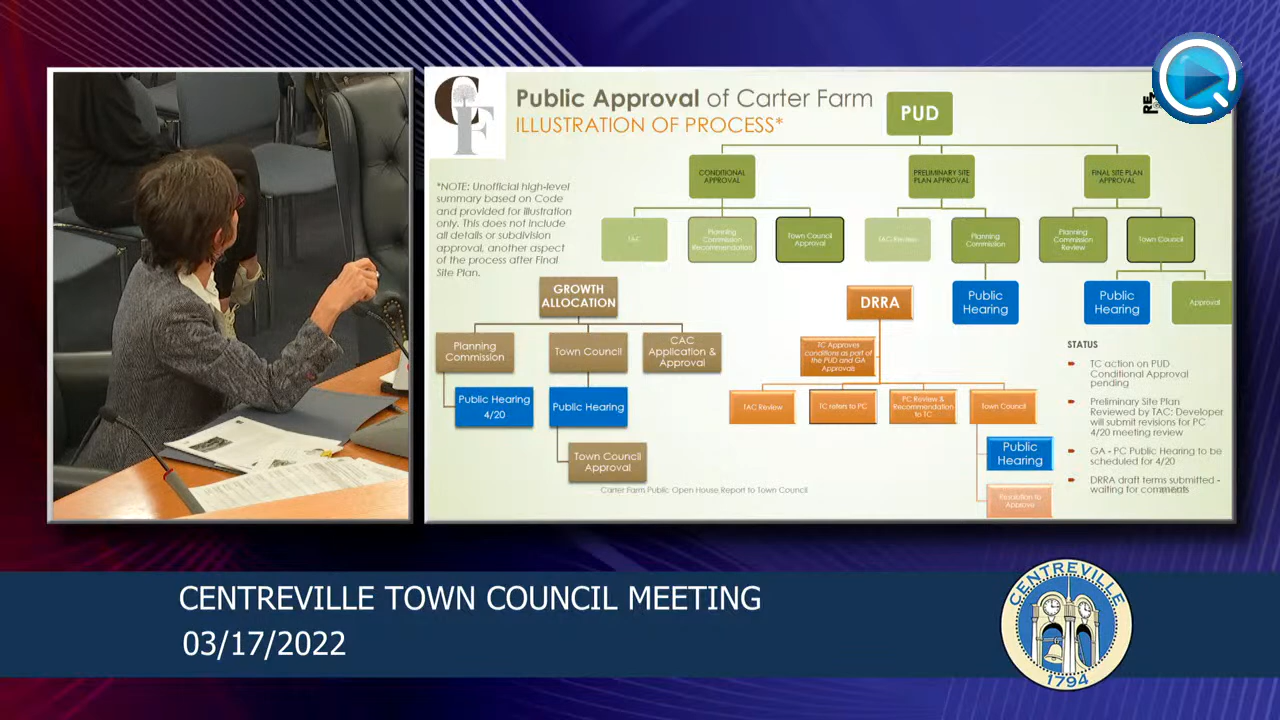 Public Approval of Carter Farm
ILLUSTRATION OF PROCESS*
CF
PUD
*NOTE: Unofficial high-level
summary based on Code
and provided for illustration
only. This does not include
all details or subdivision
approval, another aspect
of the process after Final
Site Plan.
CONDITIONAL
APPROVAL
PRELIMINARY SITE
PLAN APPROVAL
FINAL SITE PLAN
APPROVAL
TAC
Planning
Commission
Recommendation
Town Council
Approval
TAC Review
Planning
Commission
Planning
Commission
Review
Town Council
Public
Hearing
Public
Hearing
Approval
GROWTH
ALLOCATION
Planning
Commission
Town Council
CAC
Application &
Approval
Public Hearing
4/20
Public Hearing
Town Council
Approval
DRRA
TC Approves
conditions as part of
the PUD and GA
Approvals
TAC Review
TC refers to PC
PC Review &
Recommendation
to TC
Town Council
Public
Hearing
Resolution to
Approve
STATUS
TC action on PUD
Conditional Approval
pending
Preliminary Site Plan
Reviewed by TAC; Developer
will submit revisions for PC
4/20 meeting review
GA - PC Public Hearing to be
scheduled for 4/20
DRRA draft terms submitted -
waiting for comments
Carter Farm Public Open House Report to Town Council
CENTREVILLE TOWN COUNCIL MEETING
03/17/2022
CENTREVILLE
1794